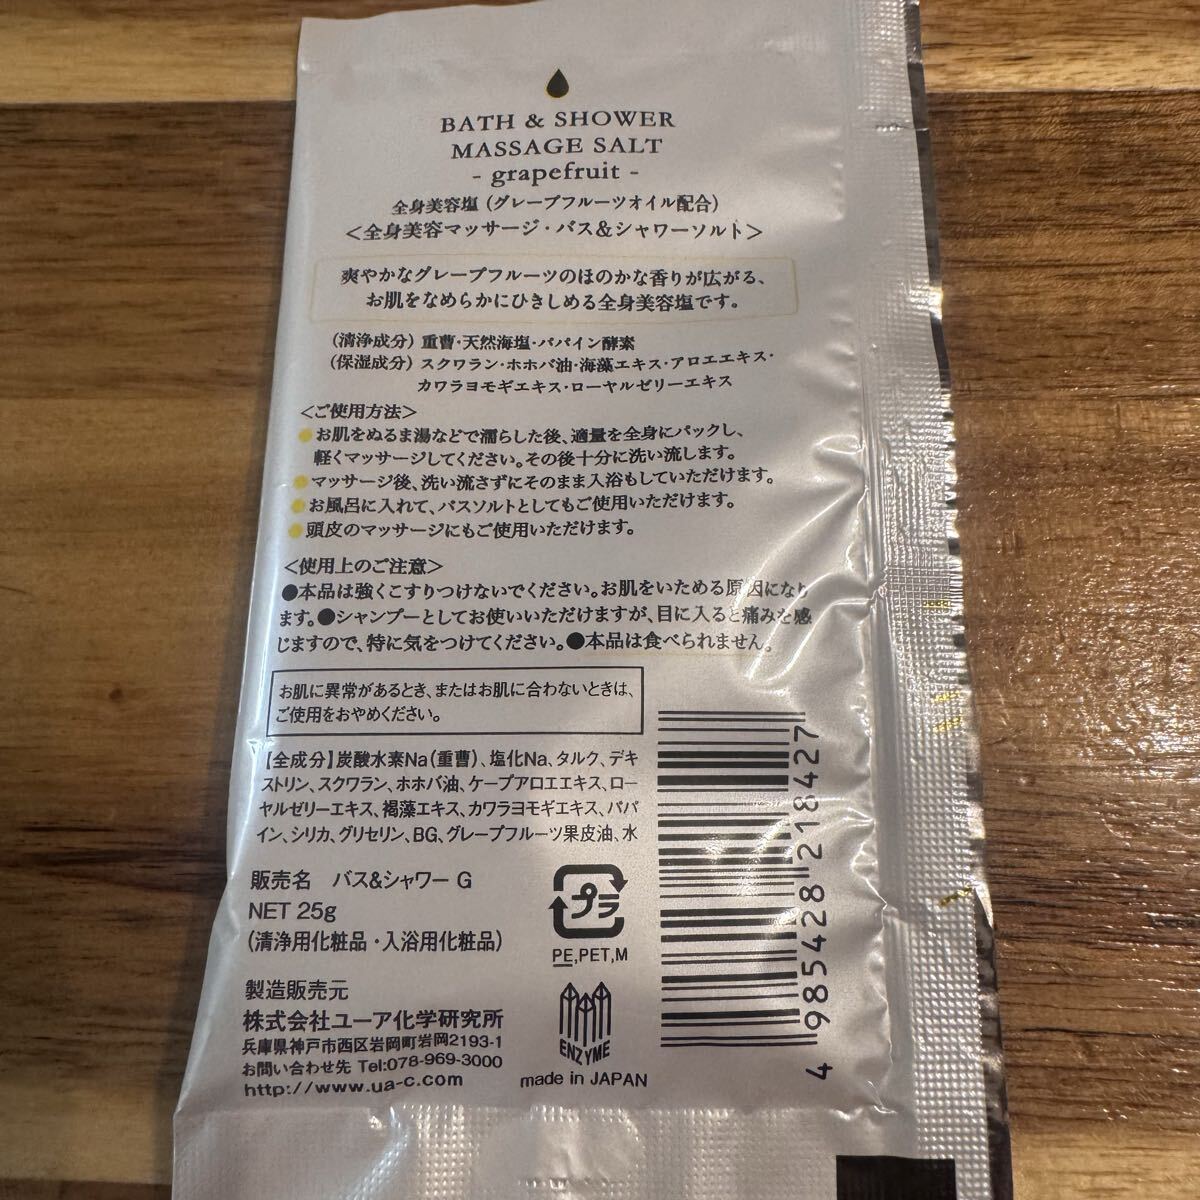 BATH & SHOWER
MASSAGE SALT
- grapefruit -
全身美容塩（グレープフルーツオイル配合）
＜全身美容マッサージ・バス&シャワーソルト＞
爽やかなグレープフルーツのほのかな香りが広がる、
お肌をなめらかにひきしめる全身美容塩です。
（清浄成分）重曹・天然海塩・パパイン酵素
（保湿成分）スクワラン・ホホバ油・海藻エキス・アロエエキス・
カワラヨモギエキス・ローヤルゼリーエキス
＜ご使用方法＞
●お肌をぬるま湯などで濡らした後、適量を全身にパックし、
軽くマッサージしてください。その後十分に洗い流します。
●マッサージ後、洗い流さずにそのまま入浴もしていただけます。
●お風呂に入れて、バスソルトとしてもご使用いただけます。
●頭皮のマッサージにもご使用いただけます。
＜使用上のご注意＞
●本品は強くこすりつけないでください。お肌をいためる原因になり
ます。●シャンプーとしてお使いいただけますが、目に入ると痛みを感
じますので、特に気をつけてください。●本品は食べられません。
お肌に異常があるとき、またはお肌に合わないときは、
ご使用をおやめください。
【全成分】炭酸水素Na（重曹）、塩化Na、タルク、デキ
ストリン、スクワラン、ホホバ油、ケープアロエエキス、ロー
ヤルゼリーエキス、褐藻エキス、カワラヨモギエキス、パパ
イン、シリカ、グリセリン、BG、グレープフルーツ果皮油、水
販売名 バス&シャワー G
NET 25g
（清浄用化粧品・入浴用化粧品）
プラ
PE,PET,M
製造販売元
株式会社ユーア化学研究所
兵庫県神戸市西区岩岡町岩岡2193-1
お問い合わせ先 Tel:078-969-3000
http://www.ua-c.com
ENZYME
made in JAPAN
4 985428 218427